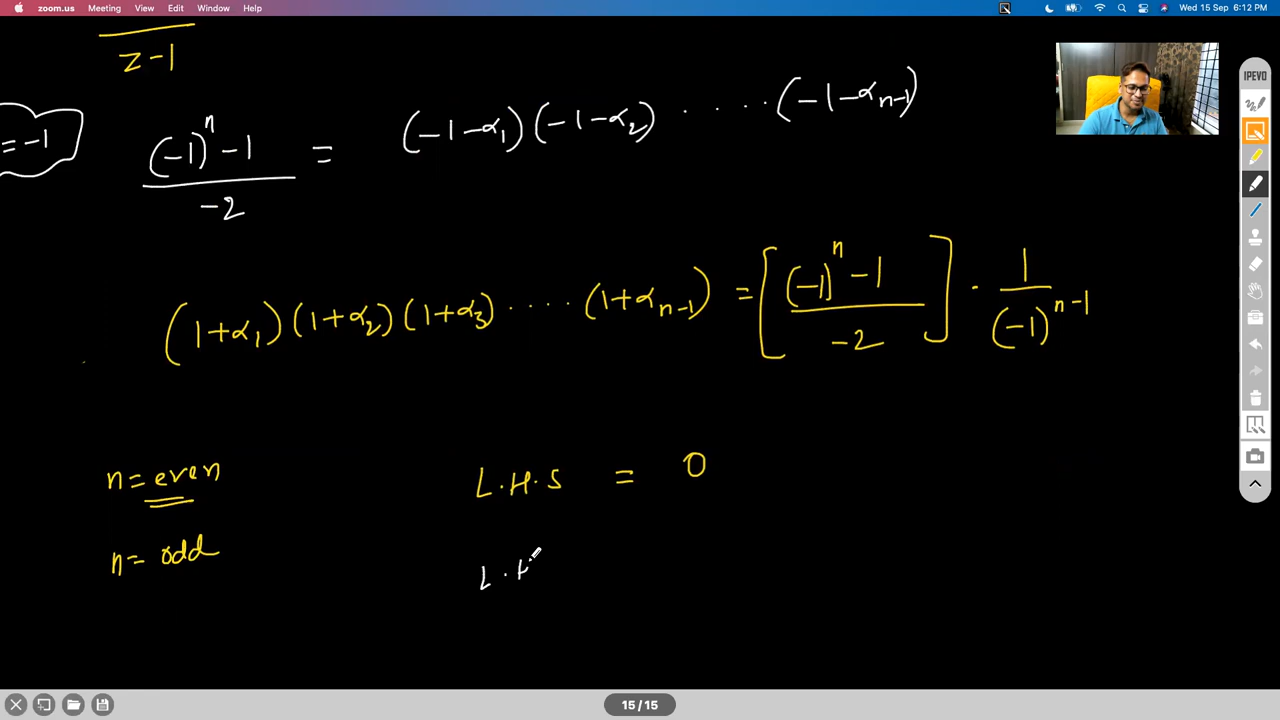 zoom.us Meeting View Edit Window Help Wed 15 Sep 6:12 PM
z-1
IPEVO
= -1
((-1)^n - 1)/(-2) = (-1-α_1)(-1-α_2) ..... (-1-α_{n-1})
(1+α_1)(1+α_2)(1+α_3) ..... (1+α_{n-1}) = [((-1)^n - 1)/(-2)] · 1/((-1)^{n-1})
n = even L.H.S = 0
n = odd
L.H
15/15